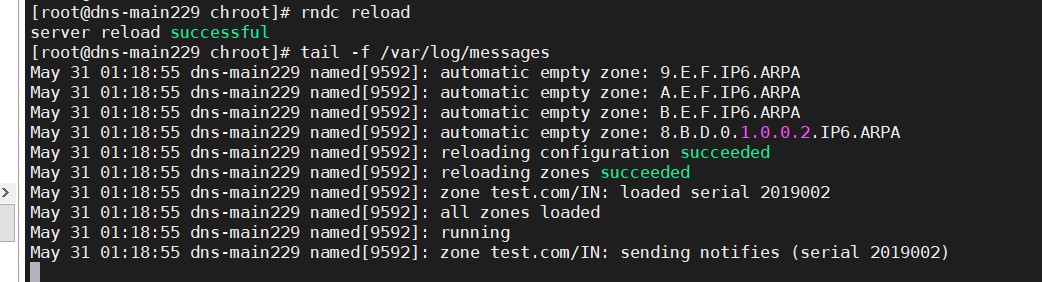 [root@dns-main229 chroot]# rndc reload
server reload successful
[root@dns-main229 chroot]# tail -f /var/log/messages
May 31 01:18:55 dns-main229 named[9592]: automatic empty zone: 9.E.F.IP6.ARPA
May 31 01:18:55 dns-main229 named[9592]: automatic empty zone: A.E.F.IP6.ARPA
May 31 01:18:55 dns-main229 named[9592]: automatic empty zone: B.E.F.IP6.ARPA
May 31 01:18:55 dns-main229 named[9592]: automatic empty zone: 8.B.D.0.1.0.0.2.IP6.ARPA
May 31 01:18:55 dns-main229 named[9592]: reloading configuration succeeded
May 31 01:18:55 dns-main229 named[9592]: reloading zones succeeded
May 31 01:18:55 dns-main229 named[9592]: zone test.com/IN: loaded serial 2019002
May 31 01:18:55 dns-main229 named[9592]: all zones loaded
May 31 01:18:55 dns-main229 named[9592]: running
May 31 01:18:55 dns-main229 named[9592]: zone test.com/IN: sending notifies (serial 2019002)